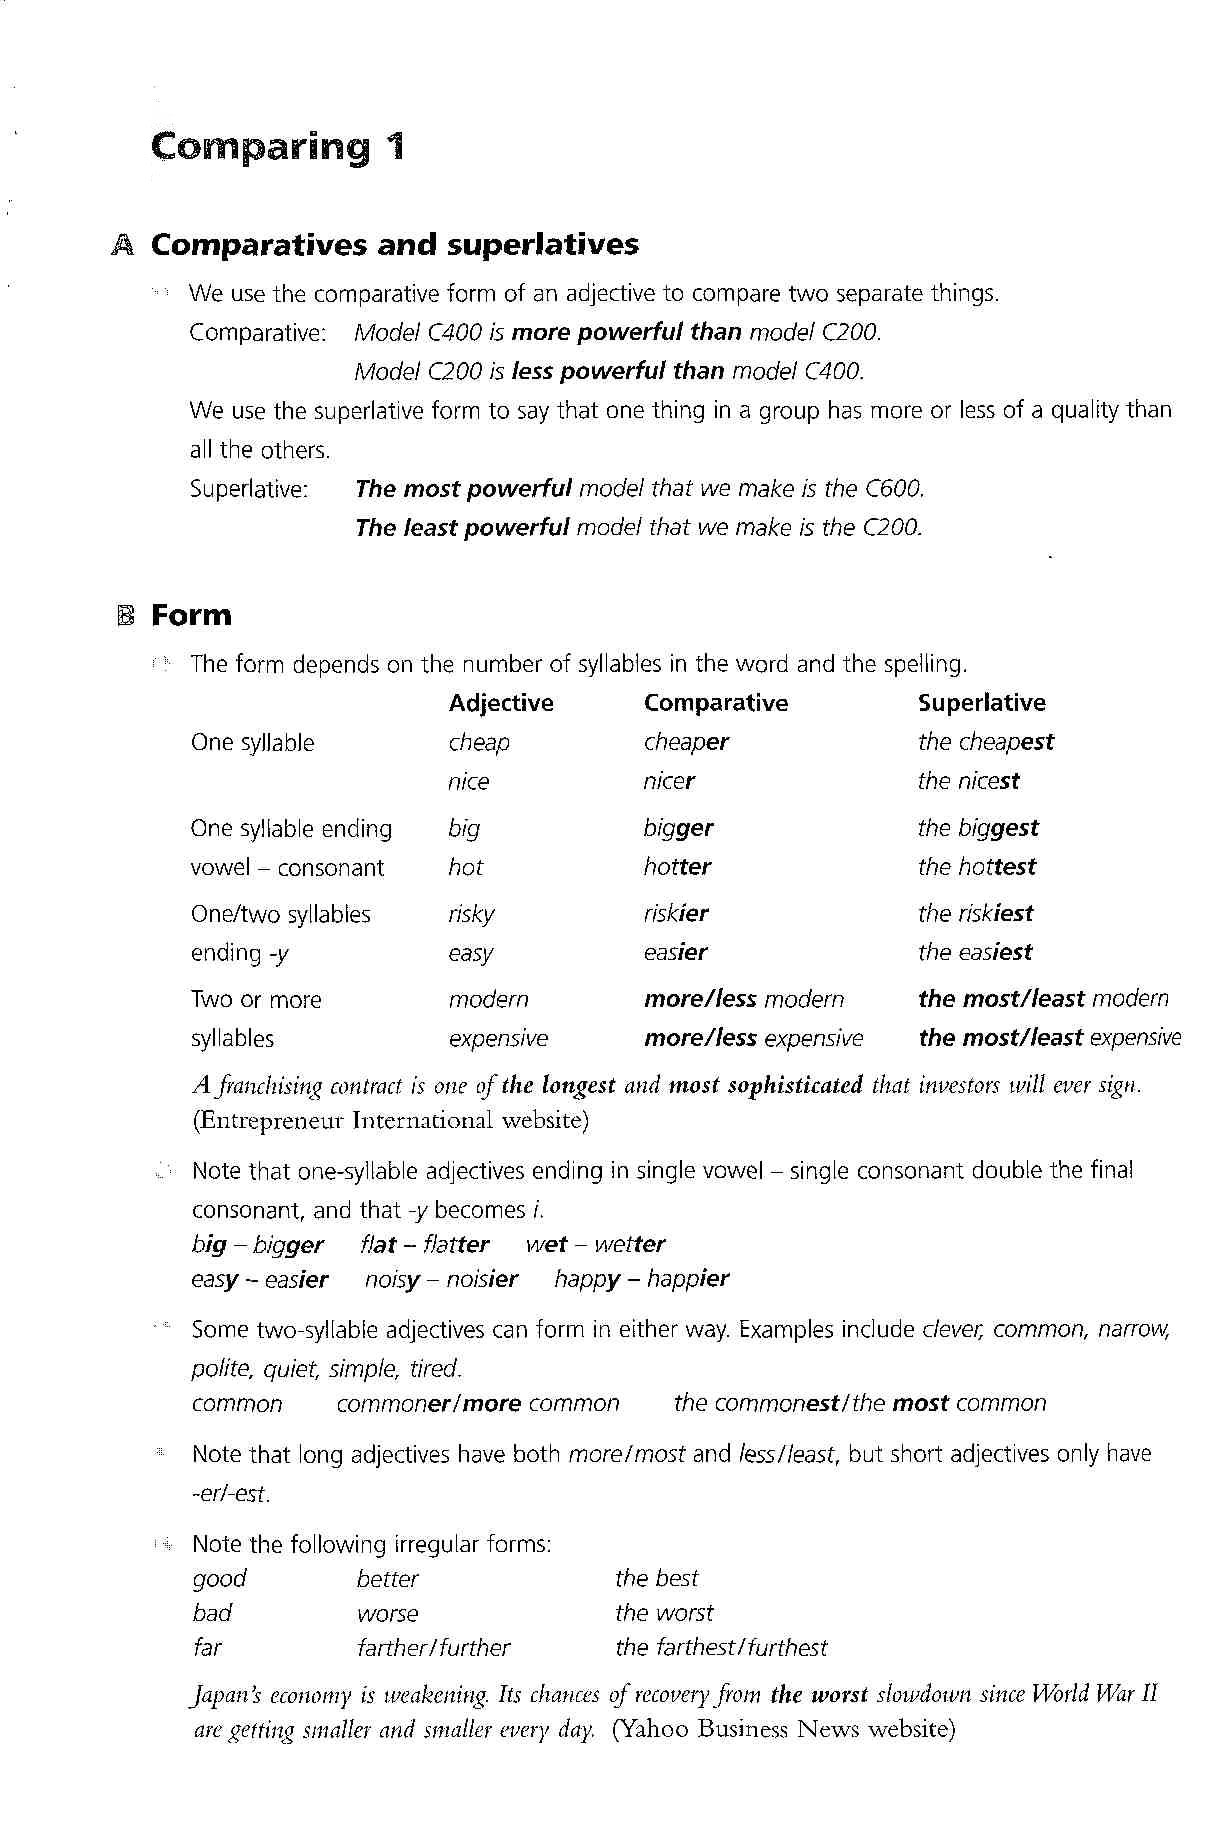 Comparing 1
A Comparatives and superlatives
We use the comparative form of an adjective to compare two separate things.
Comparative: Model C400 is more powerful than model C200.
Model C200 is less powerful than model C400.
We use the superlative form to say that one thing in a group has more or less of a quality than
all the others.
Superlative: The most powerful model that we make is the C600.
The least powerful model that we make is the C200.
B Form
The form depends on the number of syllables in the word and the spelling.
Adjective Comparative Superlative
One syllable cheap cheaper the cheapest
nice nicer the nicest
One syllable ending big bigger the biggest
vowel – consonant hot hotter the hottest
One/two syllables risky riskier the riskiest
ending -y easy easier the easiest
Two or more modern more/less modern the most/least modern
syllables expensive more/less expensive the most/least expensive
A franchising contract is one of the longest and most sophisticated that investors will ever sign.
(Entrepreneur International website)
Note that one-syllable adjectives ending in single vowel – single consonant double the final
consonant, and that -y becomes i.
big – bigger flat – flatter wet – wetter
easy – easier noisy – noisier happy – happier
Some two-syllable adjectives can form in either way. Examples include clever, common, narrow,
polite, quiet, simple, tired.
common commoner/more common the commonest/the most common
Note that long adjectives have both more/most and less/least, but short adjectives only have
-er/-est.
Note the following irregular forms:
good better the best
bad worse the worst
far farther/further the farthest/furthest
Japan's economy is weakening. Its chances of recovery from the worst slowdown since World War II
are getting smaller and smaller every day. (Yahoo Business News website)